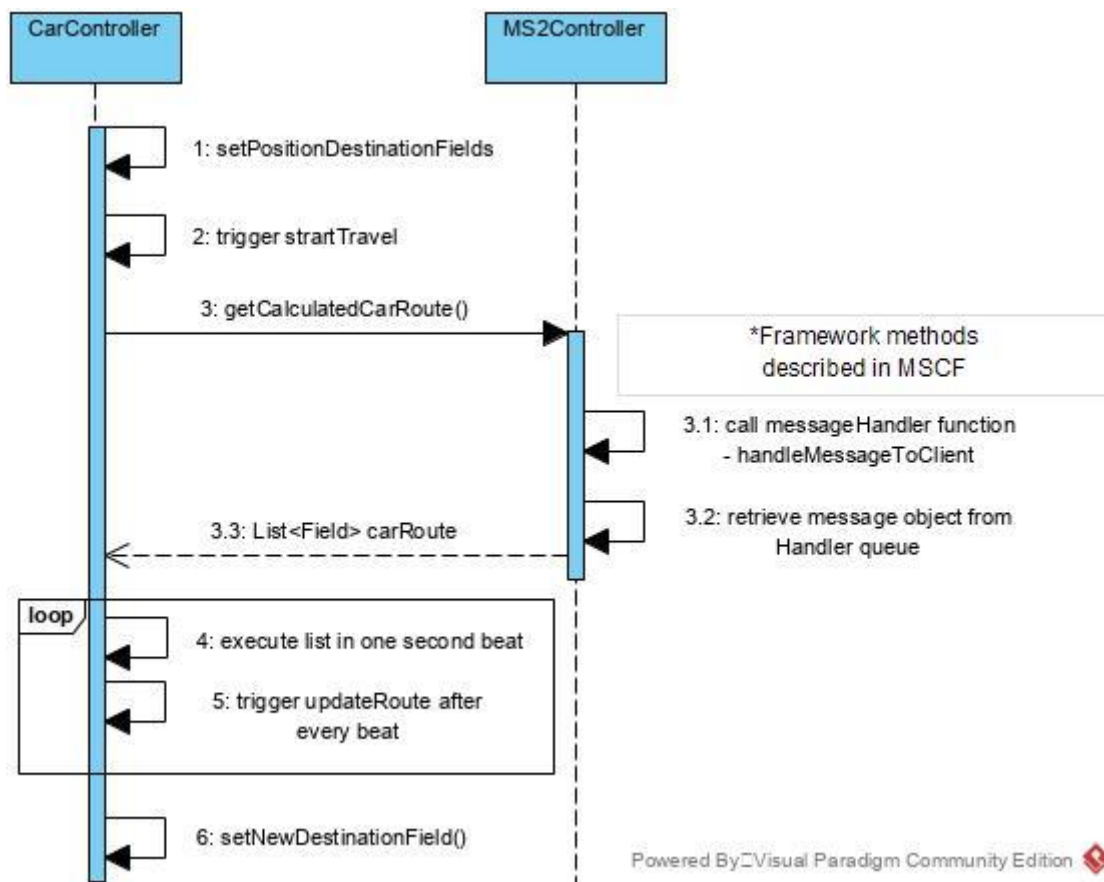 CarController
MS2Controller
1: setPositionDestinationFields
2: trigger strartTravel
3: getCalculatedCarRoute()
*Framework methods
described in MSCF
3.1: call messageHandler function
- handleMessageToClient
3.2: retrieve message object from
Handler queue
3.3: List<Field> carRoute
loop
4: execute list in one second beat
5: trigger updateRoute after
every beat
6: setNewDestinationField()
Powered By Visual Paradigm Community Edition